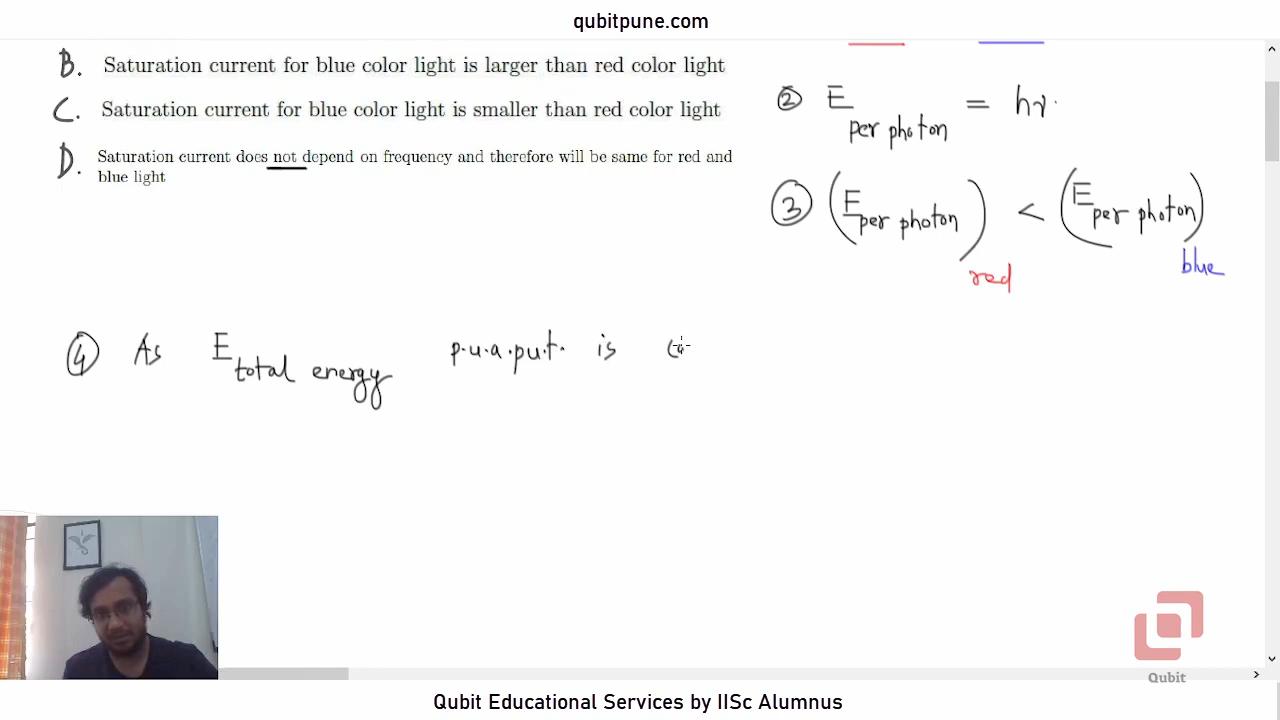 qubitpune.com
B. Saturation current for blue color light is larger than red color light
C. Saturation current for blue color light is smaller than red color light
D. Saturation current does not depend on frequency and therefore will be same for red and
blue light
② E per photon = hν.
③ (E per photon) red < (E per photon) blue
④ As E total energy p.u.a.p.u.t. is
Qubit
Qubit Educational Services by IISc Alumnus